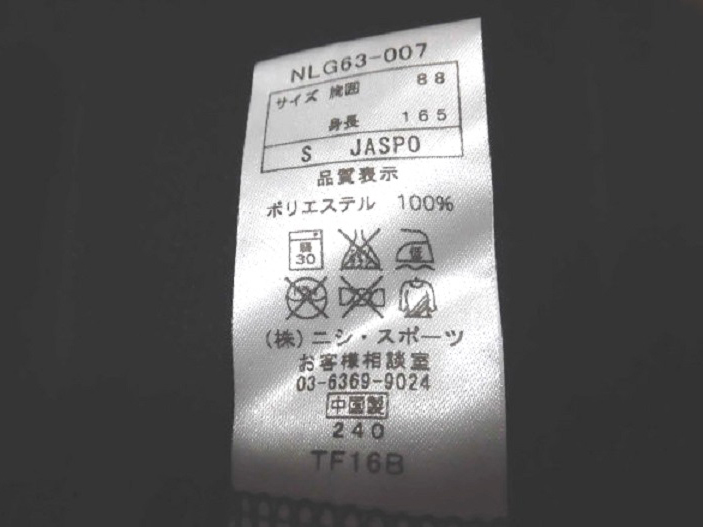 NLG63-007
サイズ 胸囲 88
身長 165
S JASPO
品質表示
ポリエステル 100%
弱 30 低
(株)ニシ・スポーツ
お客様相談室
03-6369-9024
中国製
240
TF16B